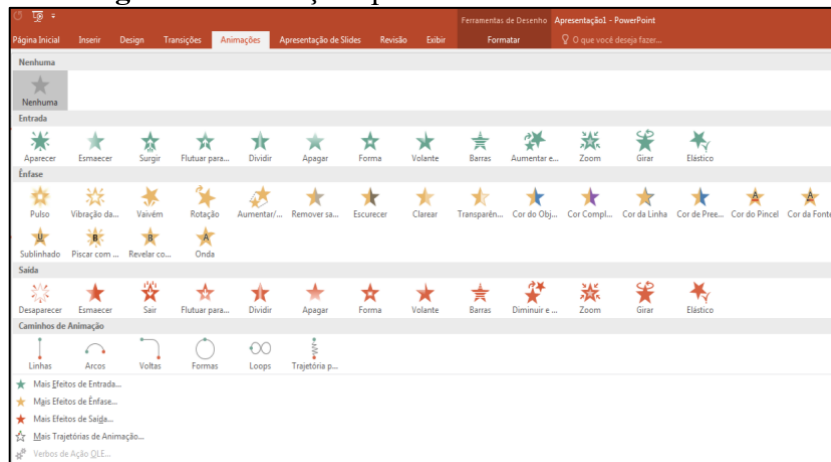 Ferramentas de Desenho Apresentação1 - PowerPoint
Página Inicial Inserir Design Transições Animações Apresentação de Slides Revisão Exibir Formatar O que você deseja fazer...
Nenhuma
Nenhuma
Entrada
Aparecer Esmaecer Surgir Flutuar para... Dividir Apagar Forma Volante Barras Aumentar e... Zoom Girar Elástico
Ênfase
Pulso Vibração da... Vaivém Rotação Aumentar/... Remover sa... Escurecer Clarear Transparên... Cor do Obj... Cor Compl... Cor da Linha Cor de Pree... Cor do Pincel Cor da Fonte
Sublinhado Piscar com ... Revelar co... Onda
Saída
Desaparecer Esmaecer Sair Flutuar para... Dividir Apagar Forma Volante Barras Diminuir e ... Zoom Girar Elástico
Caminhos de Animação
Linhas Arcos Voltas Formas Loops Trajetória p...
Mais Efeitos de Entrada...
Mais Efeitos de Ênfase...
Mais Efeitos de Saída...
Mais Trajetórias de Animação...
Verbos de Ação OLE...